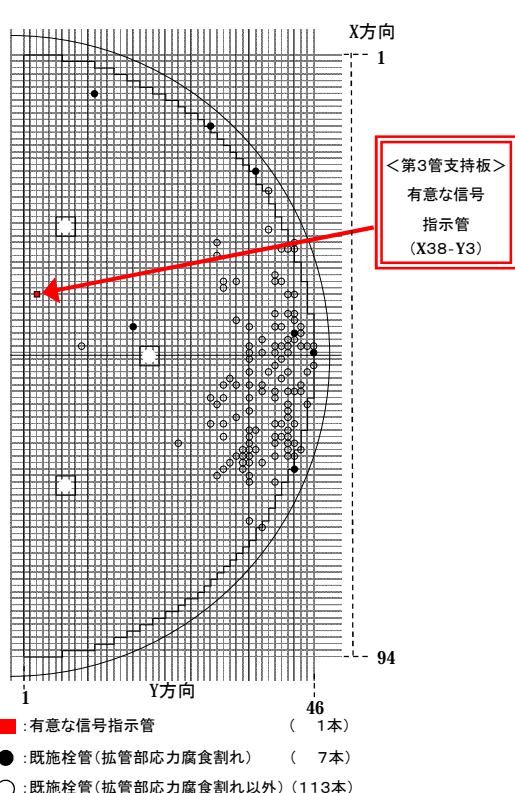 X方向
1
＜第3管支持板＞
有意な信号
指示管
（X38-Y3）
94
1
Y方向
46
：有意な信号指示管 （ 1本）
：既施栓管（拡管部応力腐食割れ） （ 7本）
：既施栓管（拡管部応力腐食割れ以外）（113本）